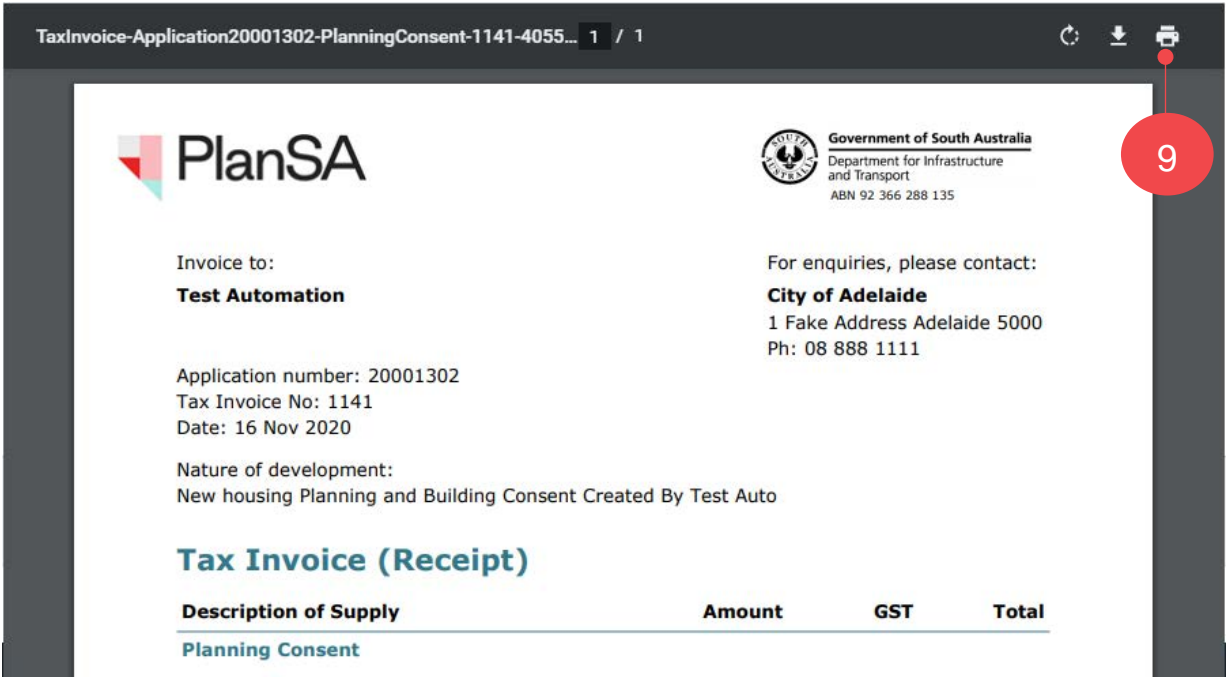 TaxInvoice-Application20001302-PlanningConsent-1141-4055... 1 / 1
PlanSA
SOUTH AUSTRALIA
Government of South Australia
Department for Infrastructure
and Transport
ABN 92 366 288 135
9
Invoice to:
Test Automation
For enquiries, please contact:
City of Adelaide
1 Fake Address Adelaide 5000
Ph: 08 888 1111
Application number: 20001302
Tax Invoice No: 1141
Date: 16 Nov 2020
Nature of development:
New housing Planning and Building Consent Created By Test Auto
Tax Invoice (Receipt)
Description of Supply Amount GST Total
Planning Consent